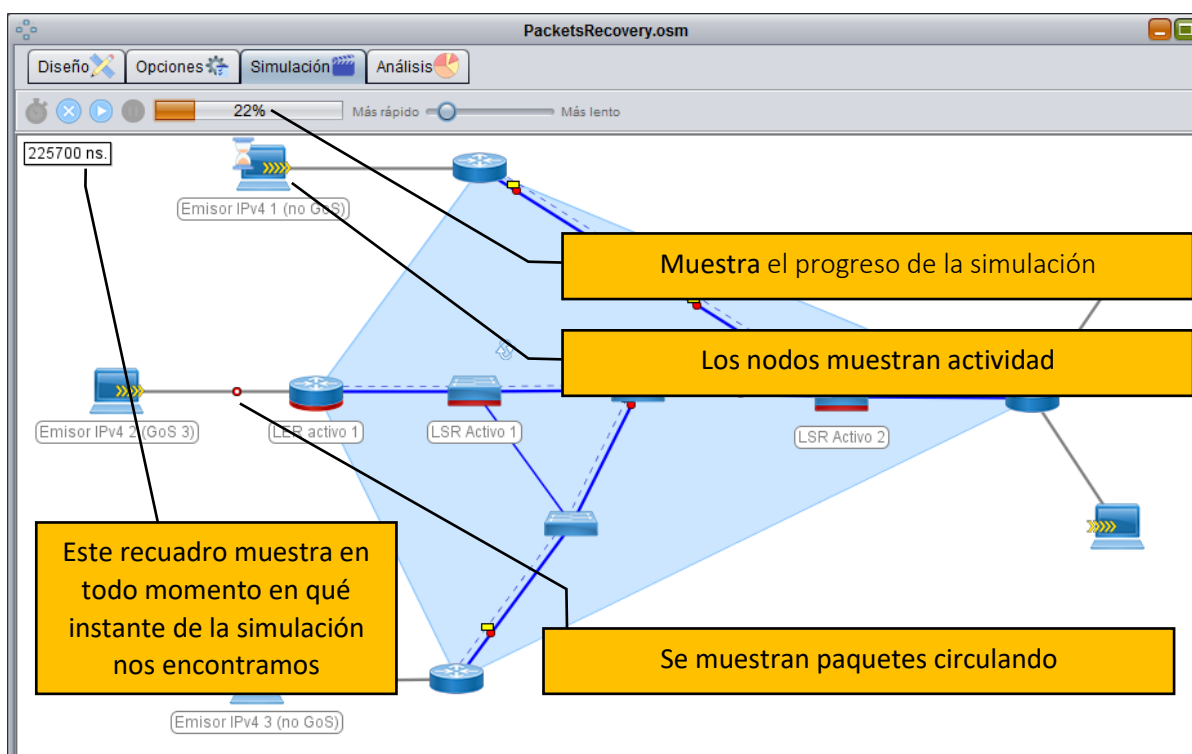 PacketsRecovery.osm
Diseño Opciones Simulación Análisis
22% Más rápido Más lento
225700 ns.
Emisor IPv4 1 (no GoS)
Muestra el progreso de la simulación
Los nodos muestran actividad
Emisor IPv4 2 (GoS 3)
LER activo 1
LSR Activo 1
LSR Activo 2
Este recuadro muestra en
todo momento en qué
instante de la simulación
nos encontramos
Se muestran paquetes circulando
Emisor IPv4 3 (no GoS)